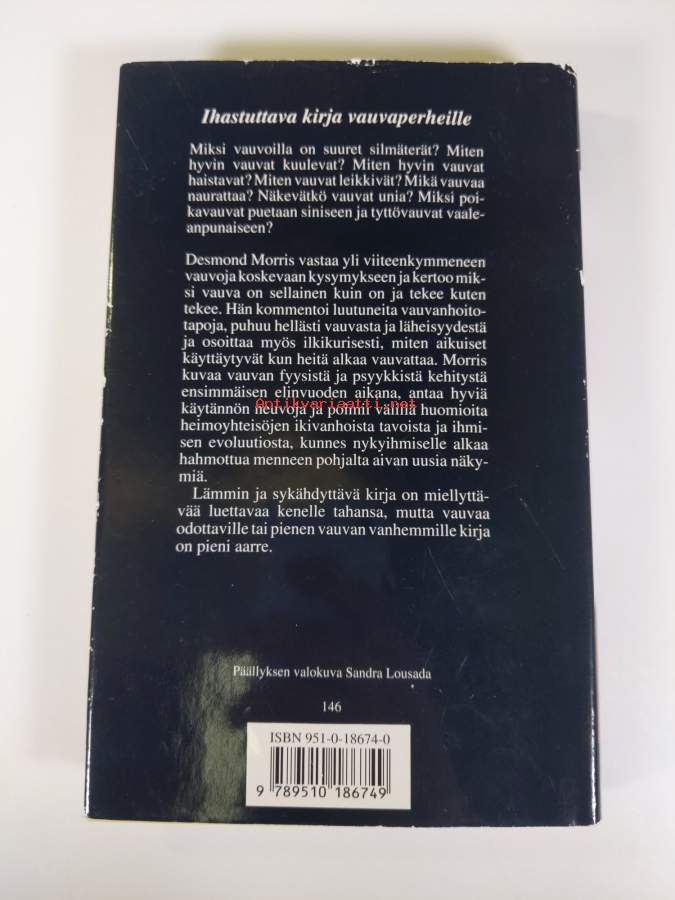 Ihastuttava kirja vauvaperheille
Miksi vauvoilla on suuret silmäterät? Miten
hyvin vauvat kuulevat? Miten hyvin vauvat
haistavat? Miten vauvat leikkivät? Mikä vauvaa
naurattaa? Näkevätkö vauvat unia? Miksi poi-
kavauvat puetaan siniseen ja tyttövauvat vaale-
anpunaiseen?
Desmond Morris vastaa yli viiteenkymmeneen
vauvoja koskevaan kysymykseen ja kertoo mik-
si vauva on sellainen kuin on ja tekee kuten
tekee. Hän kommentoi luutuneita vauvanhoito-
tapoja, puhuu hellästi vauvasta ja läheisyydestä
ja osoittaa myös ilkikurisesti, miten aikuiset
käyttäytyvät kun heitä alkaa vauvattaa. Morris
kuvaa vauvan fyysistä ja psyykkistä kehitystä
ensimmäisen elinvuoden aikana, antaa hyviä
Antikvariaatti.net
käytännön neuvoja ja poimii väliin huomioita
heimoyhteisöjen ikivanhoista tavoista ja ihmi-
sen evoluutiosta, kunnes nykyihmiselle alkaa
hahmottua menneen pohjalta aivan uusia näky-
miä.
Lämmin ja sykähdyttävä kirja on miellyttä-
vää luettavaa kenelle tahansa, mutta vauvaa
odottaville tai pienen vauvan vanhemmille kirja
on pieni aarre.
Päällyksen valokuva Sandra Lousada
146
ISBN 951-0-18674-0
9 789510 186749